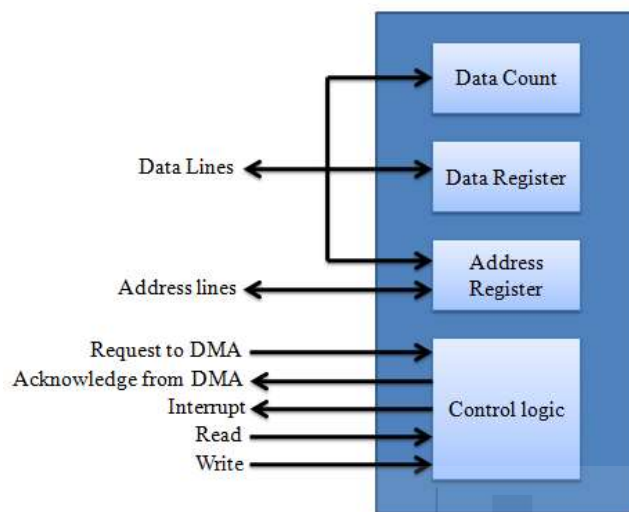 Data Count
Data Lines
Data Register
Address
Register
Address lines
Request to DMA
Acknowledge from DMA
Interrupt
Control logic
Read
Write